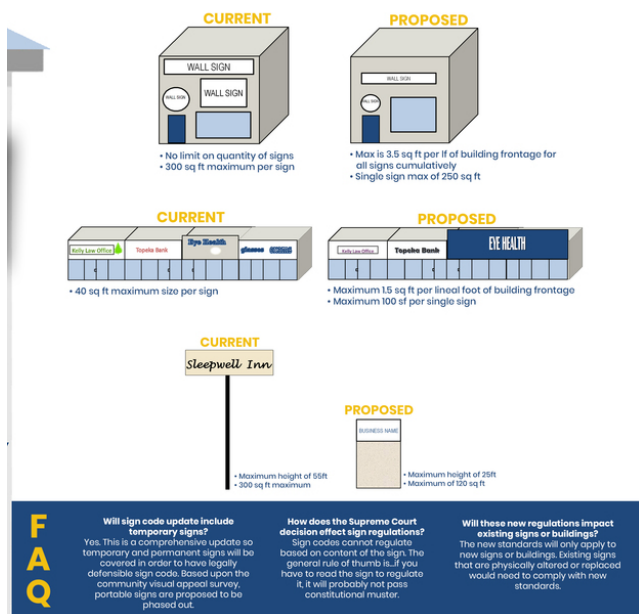 CURRENT
PROPOSED
WALL SIGN
WALL SIGN
WALL SIGN
WALL SIGN
WALL SIGN
• No limit on quantity of signs
• 300 sq ft maximum per sign
• Max is 3.5 sq ft per lf of building frontage for
all signs cumulatively
• Single sign max of 250 sq ft
CURRENT
PROPOSED
Kelly Law Office
Topeka Bank
Eye Health
glasses
Kelly Law Office
Topeka Bank
EYE HEALTH
• 40 sq ft maximum size per sign
• Maximum 1.5 sq ft per lineal foot of building frontage
• Maximum 100 sf per single sign
CURRENT
Sleepwell Inn
• Maximum height of 55ft
• 300 sq ft maximum
PROPOSED
BUSINESS NAME
• Maximum height of 25ft
• Maximum of 120 sq ft
FAQ
Will sign code update include
temporary signs?
Yes. This is a comprehensive update so
temporary and permanent signs will be
covered in order to have legally
defensible sign code. Based upon the
community visual appeal survey,
portable signs are proposed to be
phased out.
How does the Supreme Court
decision effect sign regulations?
Sign codes cannot regulate
based on content of the sign. The
general rule of thumb is...if you
have to read the sign to regulate
it, it will probably not pass
constitutional muster.
Will these new regulations impact
existing signs or buildings?
The new standards will only apply to
new signs or buildings. Existing signs
that are physically altered or replaced
would need to comply with new
standards.